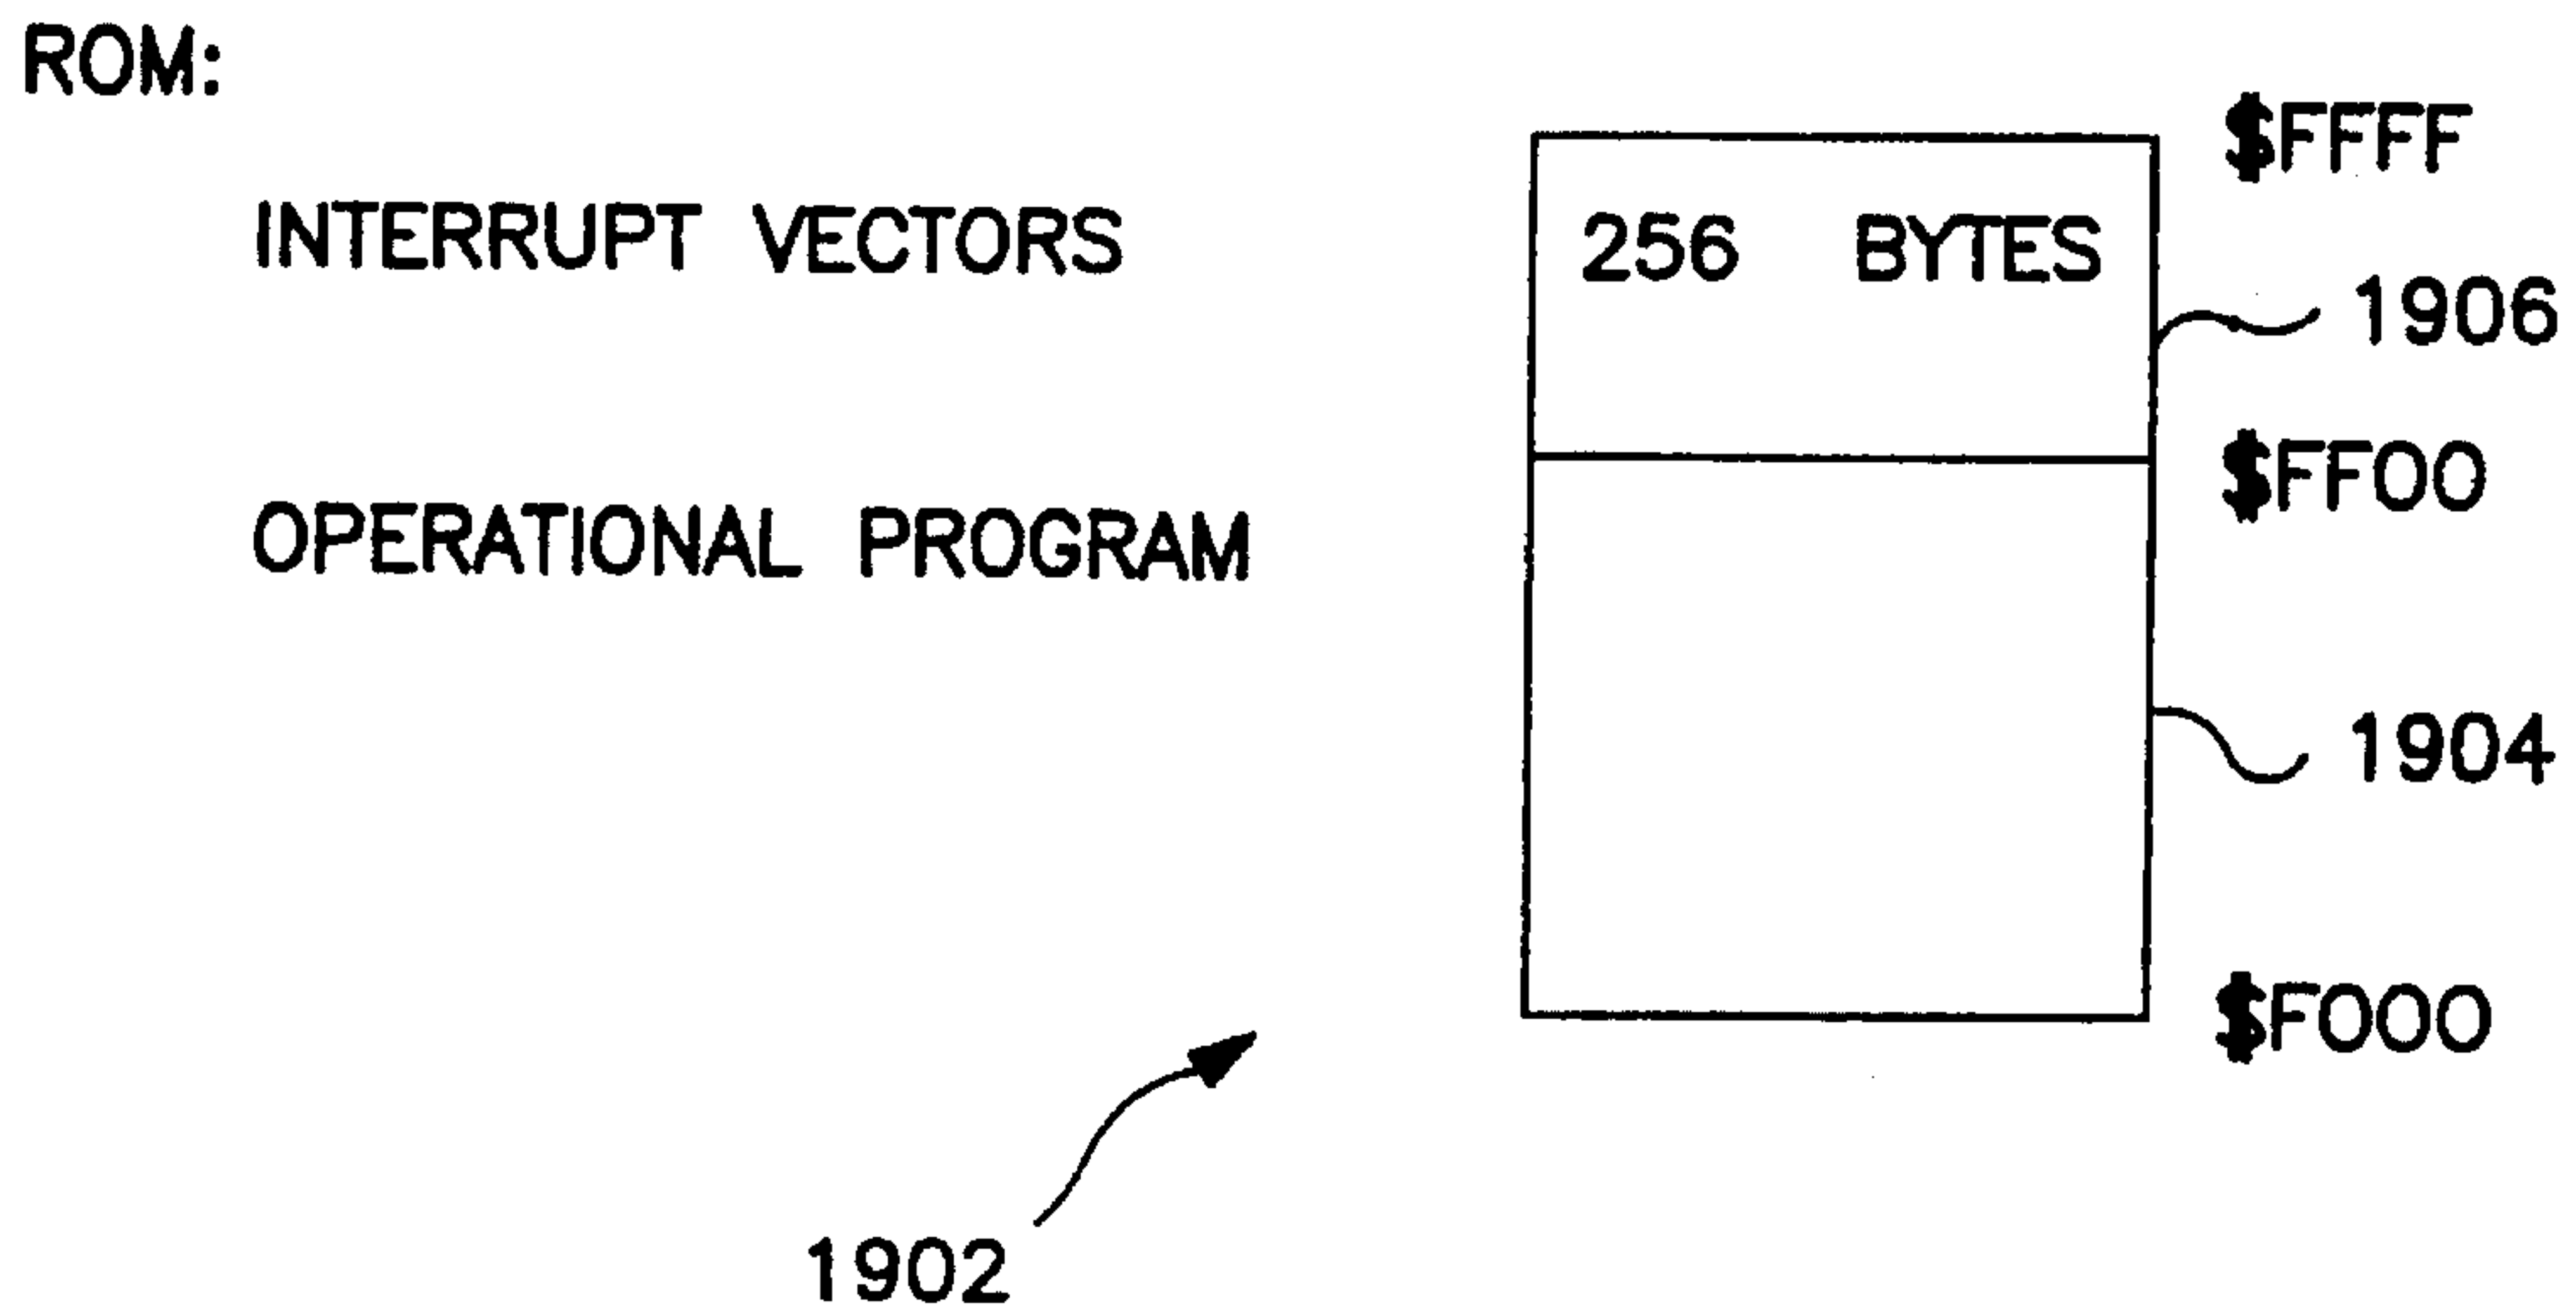 ROM:
$FFFF
INTERRUPT VECTORS
256 BYTES
1906
$FF00
OPERATIONAL PROGRAM
1904
$F000
1902